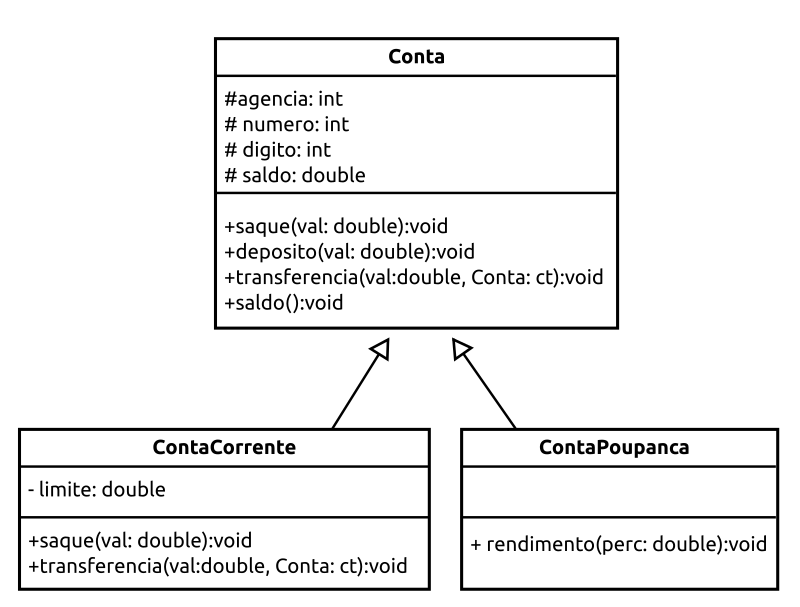 Conta
#agencia: int
# numero: int
# digito: int
# saldo: double
+saque(val: double):void
+deposito(val: double):void
+transferencia(val:double, Conta: ct):void
+saldo():void
ContaCorrente
- limite: double
+saque(val: double):void
+transferencia(val:double, Conta: ct):void
ContaPoupanca
+ rendimento(perc: double):void